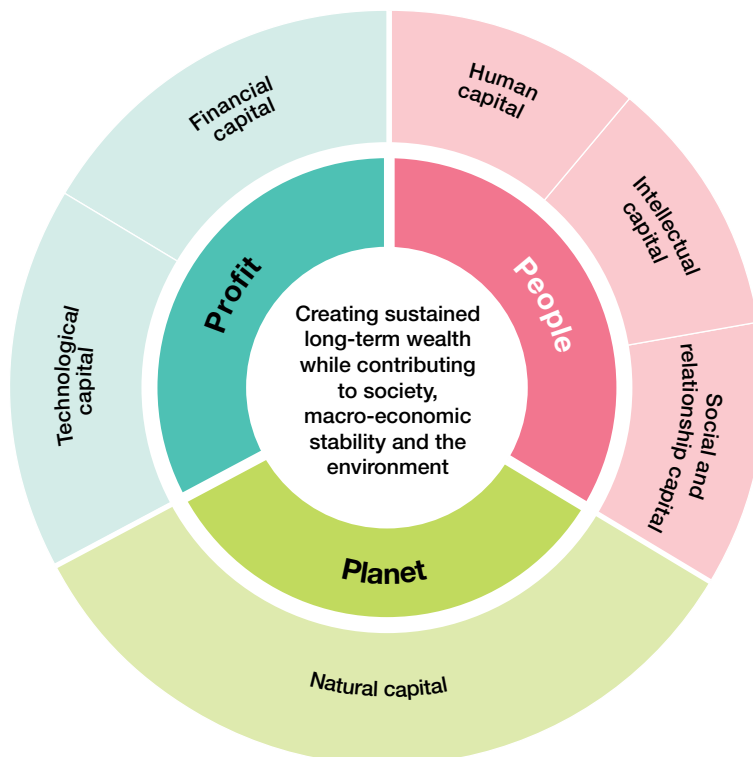 Financial
capital
Human
capital
Intellectual
capital
Social and
relationship capital
Natural capital
Technological
capital
Profit
People
Planet
Creating sustained
long-term wealth
while contributing
to society,
macro-economic
stability and the
environment